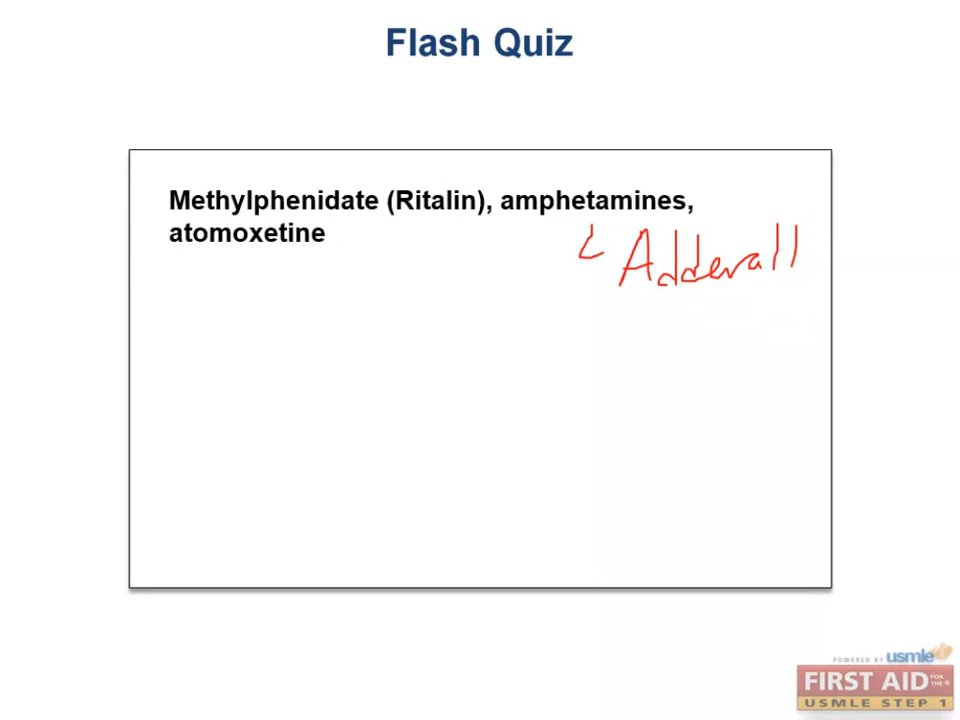 Flash Quiz
Methylphenidate (Ritalin), amphetamines,
atomoxetine
Adderall
POWERED BY usmle
FIRST AID FOR THE®
USMLE STEP 1